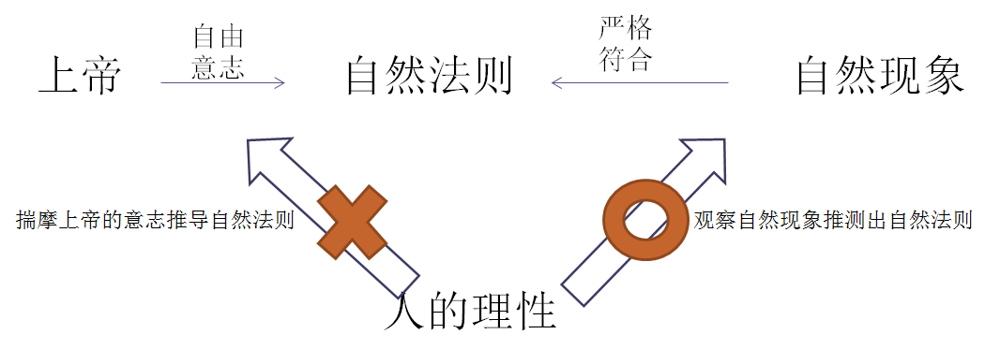 上帝
自由
意志
自然法则
严格
符合
自然现象
揣摩上帝的意志推导自然法则
观察自然现象推测出自然法则
人的理性